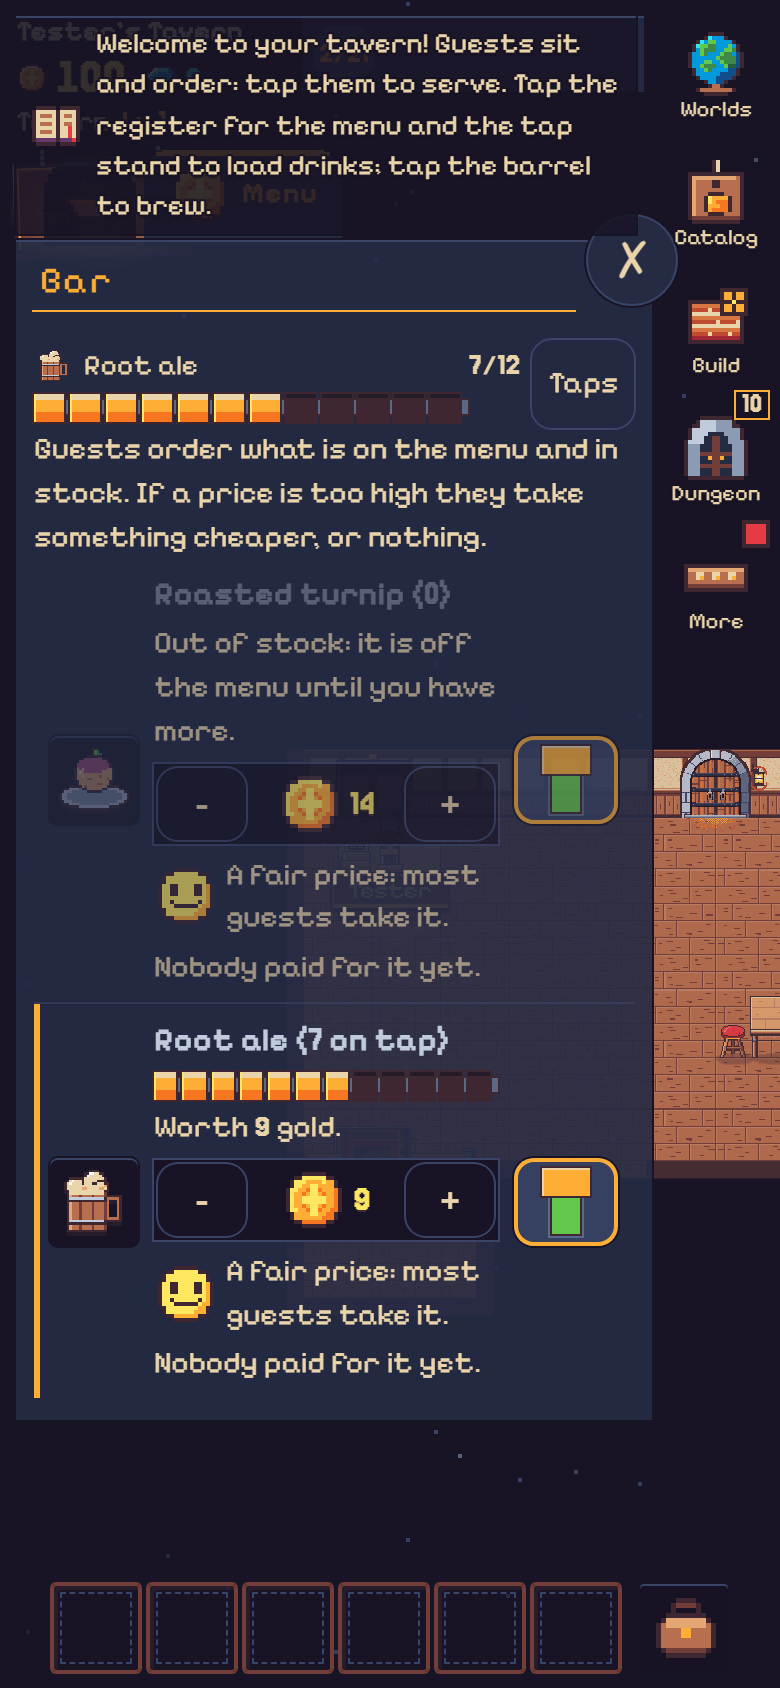 Tester's Tavern
Welcome to your tavern! Guests sit
and order: tap them to serve. Tap the
register for the menu and the tap
stand to load drinks; tap the barrel
to brew.
Menu
Worlds
Catalog
Build
10
Dungeon
More
X
Bar
Root ale
7/12
Taps
Guests order what is on the menu and in
stock. If a price is too high they take
something cheaper, or nothing.
Roasted turnip (0)
Out of stock: it is off
the menu until you have
more.
- 14 +
A fair price: most
guests take it.
Tester
Nobody paid for it yet.
Root ale (7 on tap)
Worth 9 gold.
- 9 +
A fair price: most
guests take it.
Nobody paid for it yet.